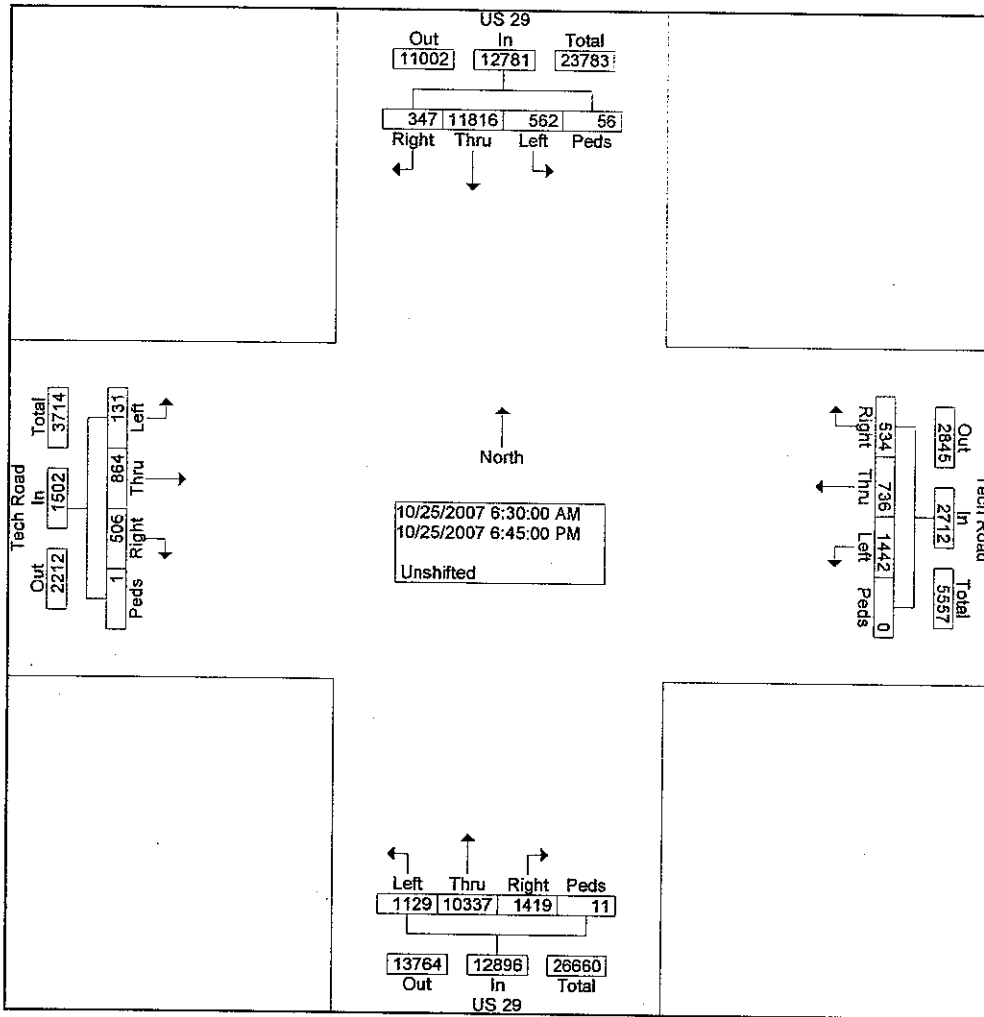 US 29
Out In Total
11002 12781 23783
347 11816 562 56
Right Thru Left Peds
Tech Road
Out In Total
2212 1502 3714
Left Thru Right Peds
131 864 506 1
North
10/25/2007 6:30:00 AM
10/25/2007 6:45:00 PM
Unshifted
Tech Road
Out In Total
2845 2712 5557
534 736 1442 0
Right Thru Left Peds
Left Thru Right Peds
1129 10337 1419 11
13764 12896 26660
Out In Total
US 29